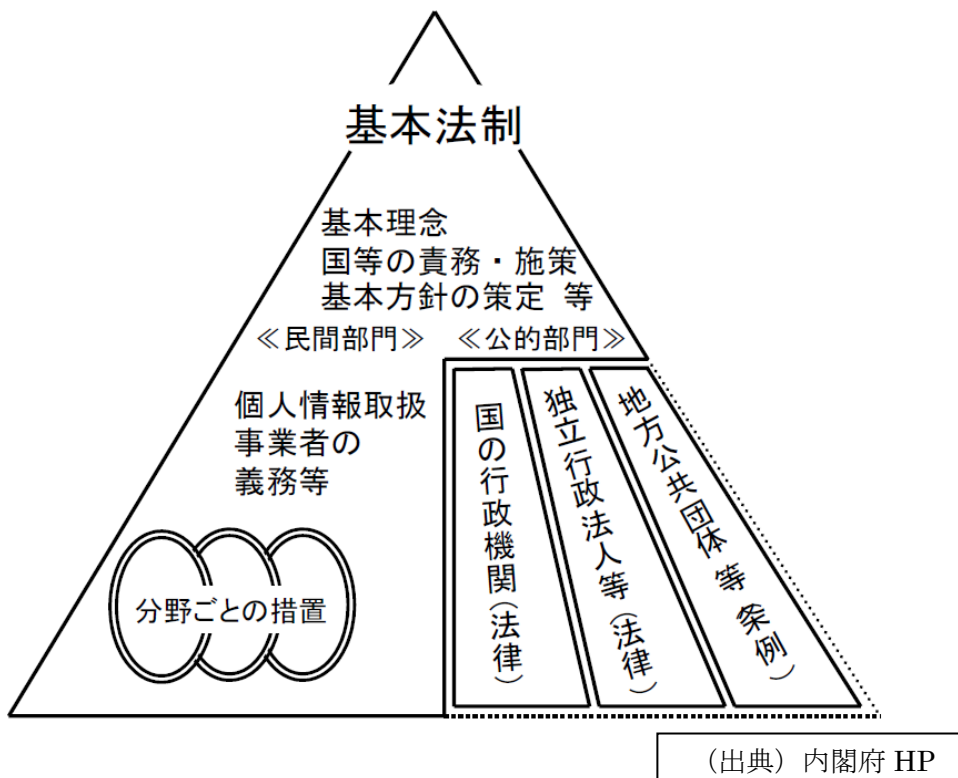 基本法制
基本理念
国等の責務・施策
基本方針の策定 等
≪民間部門≫ ≪公的部門≫
個人情報取扱
事業者の
義務等
分野ごとの措置
国の行政機関（法律）
独立行政法人等（法律）
地方公共団体 等 条例）
（出典）内閣府 HP